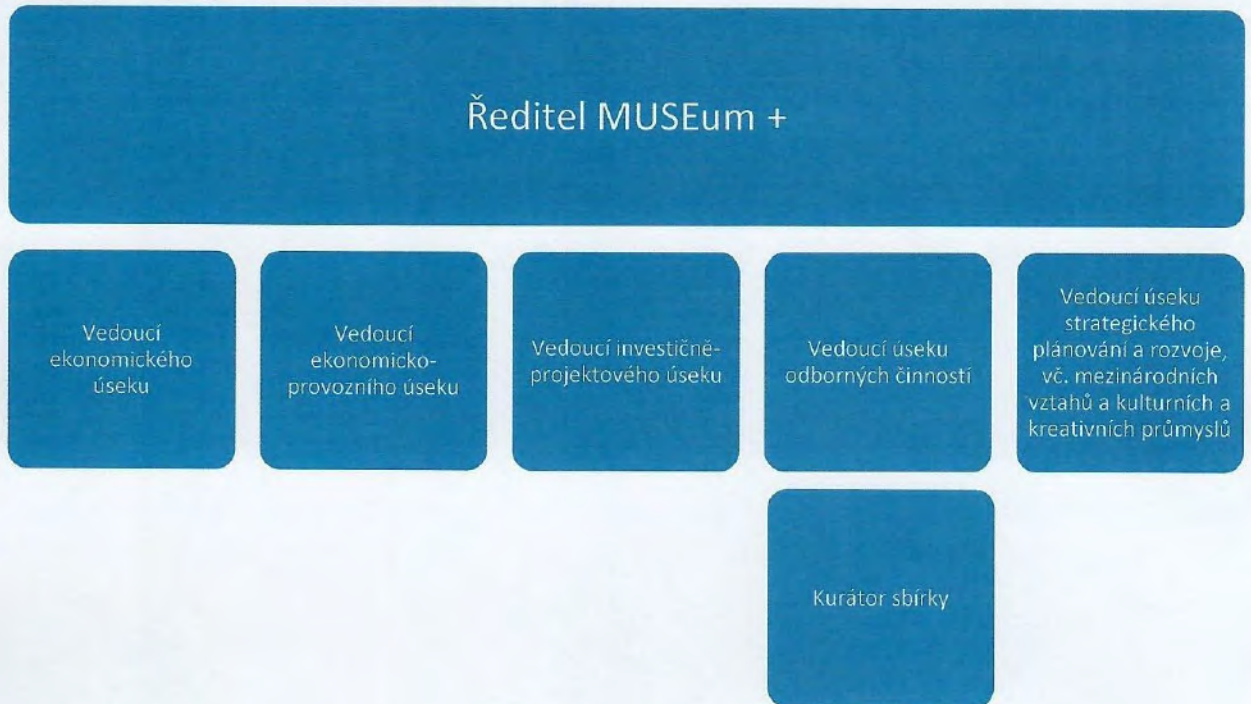 Ředitel MUSEum +
Vedoucí
ekonomického
úseku
Vedoucí
ekonomicko-
provozního úseku
Vedoucí investičně-
projektového úseku
Vedoucí úseku
odborných činností
Vedoucí úseku
strategického
plánování a rozvoje,
vč. mezinárodních
vztahů a kulturních a
kreativních průmyslů
Kurátor sbírky